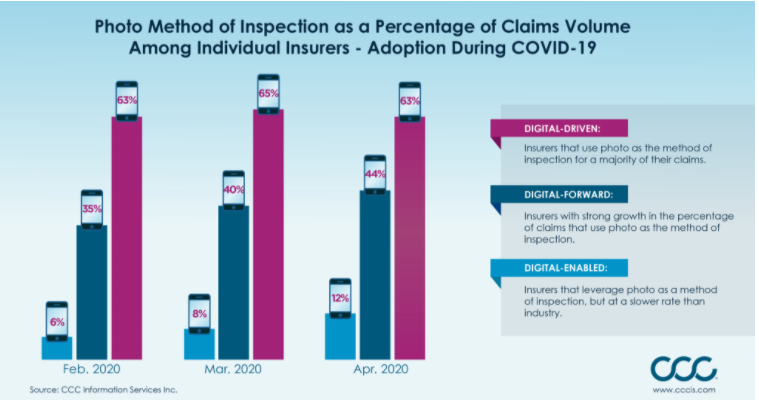 Photo Method of Inspection as a Percentage of Claims Volume
Among Individual Insurers - Adoption During COVID-19
6%
35%
63%
Feb. 2020
8%
40%
65%
Mar. 2020
12%
44%
63%
Apr. 2020
DIGITAL-DRIVEN:
Insurers that use photo as the method of
inspection for a majority of their claims.
DIGITAL-FORWARD:
Insurers with strong growth in the percentage
of claims that use photo as the method of
inspection.
DIGITAL-ENABLED:
Insurers that leverage photo as a method
of inspection, but at a slower rate than
industry.
Source: CCC Information Services Inc.
CCC
www.cccis.com